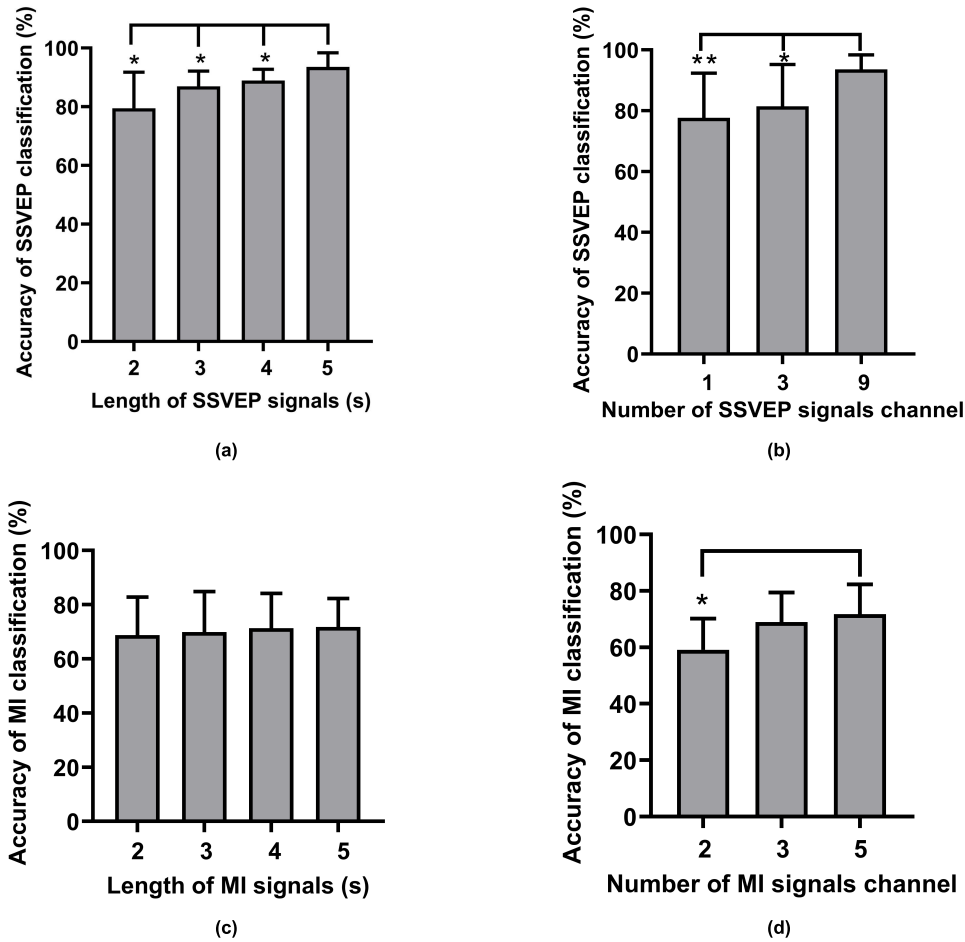 Accuracy of SSVEP classification (%)
100
80
60
40
20
0
* * *
2 3 4 5
Length of SSVEP signals (s)
(a)
Accuracy of SSVEP classification (%)
100
80
60
40
20
0
** *
1 3 9
Number of SSVEP signals channel
(b)
Accuracy of MI classification (%)
100
80
60
40
20
0
2 3 4 5
Length of MI signals (s)
(c)
Accuracy of MI classification (%)
100
80
60
40
20
0
*
2 3 5
Number of MI signals channel
(d)